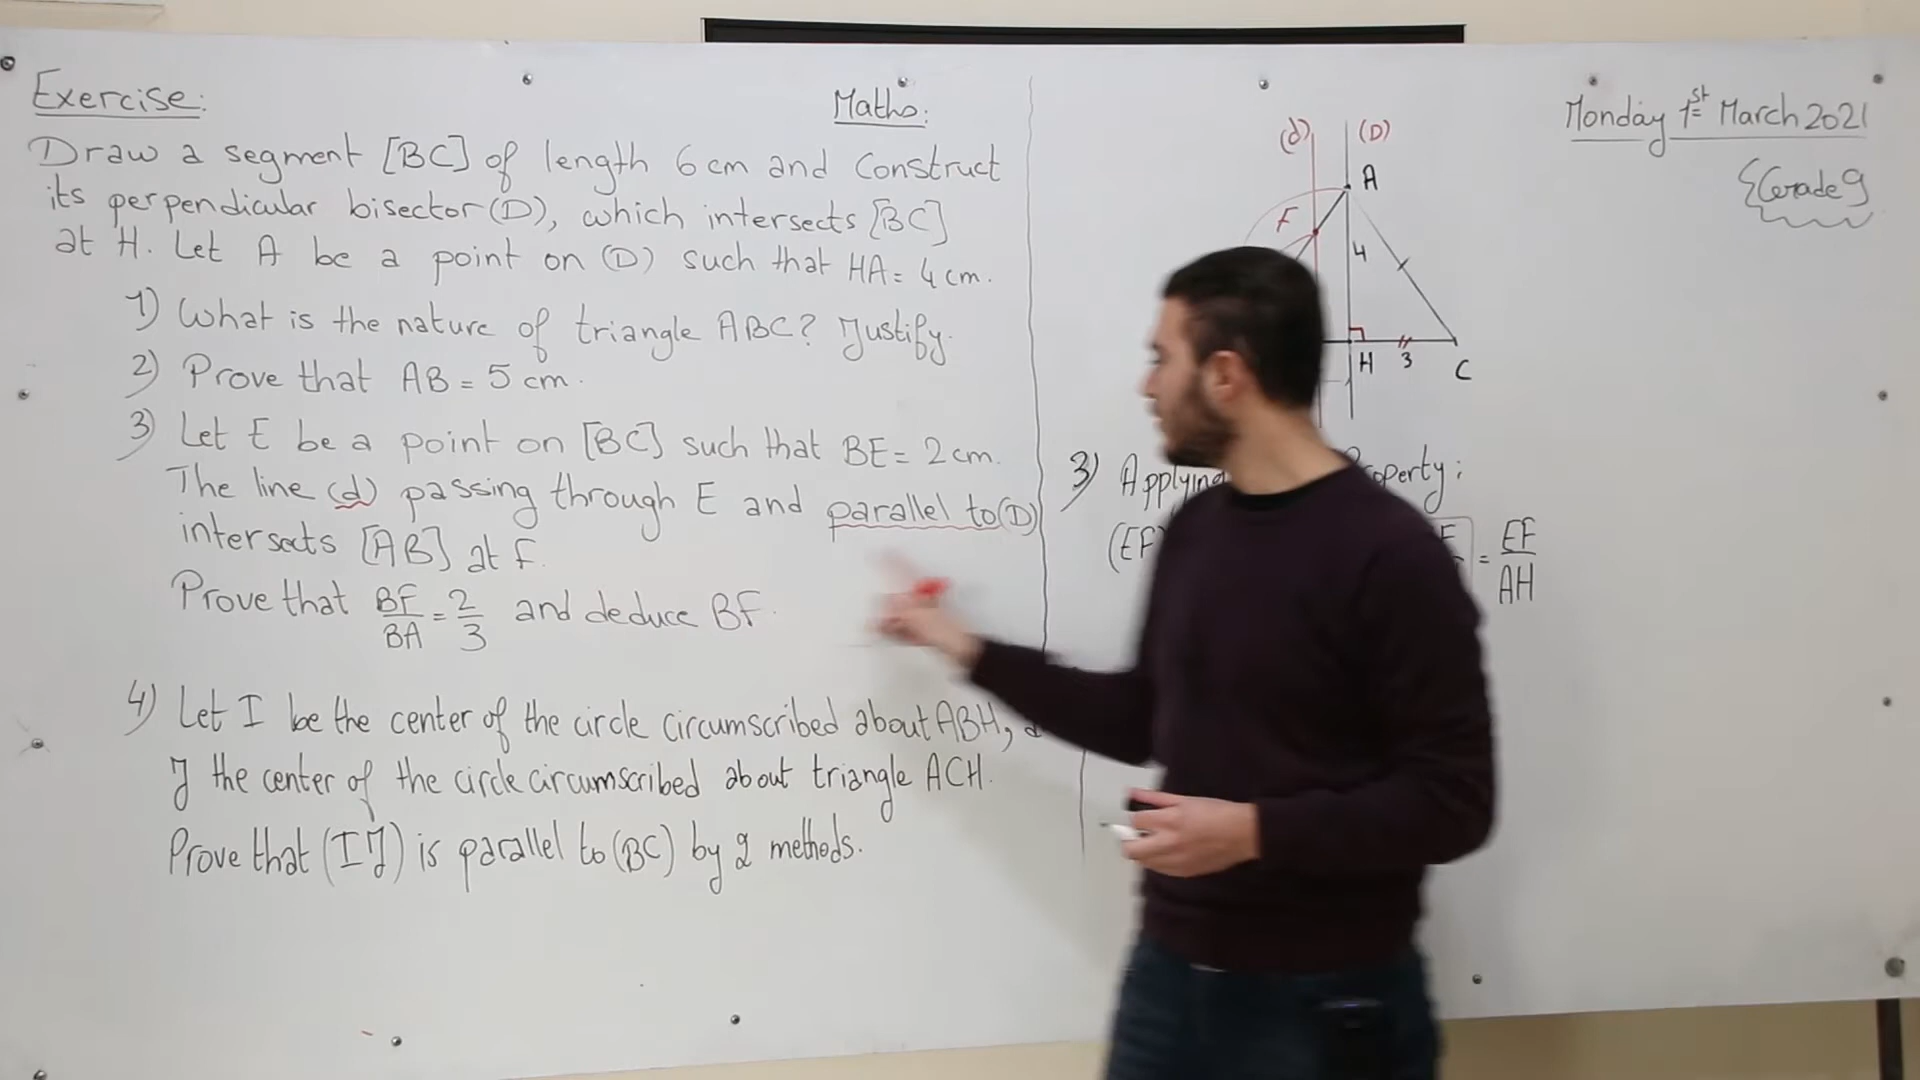 Exercise:
Maths:
Draw a segment [BC] of length 6 cm and construct
its perpendicular bisector (D), which intersects [BC]
at H. Let A be a point on (D) such that HA = 4 cm.
1) What is the nature of triangle ABC? Justify.
2) Prove that AB = 5 cm.
3) Let E be a point on [BC] such that BE = 2 cm.
The line (d) passing through E and parallel to (D)
intersects [AB] at F.
Prove that BF/BA = 2/3 and deduce BF.
4) Let I be the center of the circle circumscribed about ABH,
J the center of the circle circumscribed about triangle ACH.
Prove that (IJ) is parallel to (BC) by 2 methods.
Monday 1st March 2021
Grade 9
(d) (D)
A
F
4
H 3 C
3) Applying
(EF = EF/AH